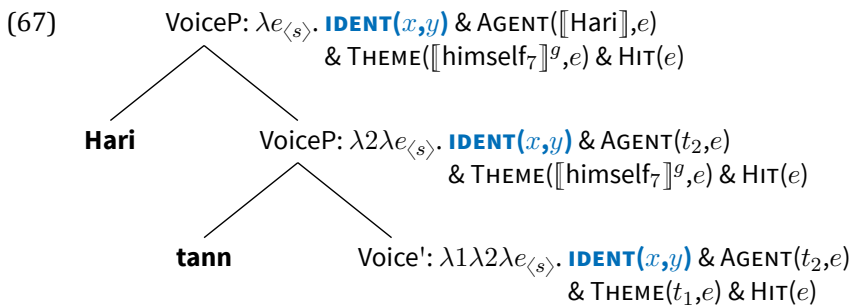 (67) VoiceP: λe⟨s⟩. IDENT(x,y) & AGENT(⟦Hari⟧,e)
& THEME(⟦himself₇⟧ᵍ,e) & HIT(e)
Hari VoiceP: λ2λe⟨s⟩. IDENT(x,y) & AGENT(t₂,e)
& THEME(⟦himself₇⟧ᵍ,e) & HIT(e)
tann Voice': λ1λ2λe⟨s⟩. IDENT(x,y) & AGENT(t₂,e)
& THEME(t₁,e) & HIT(e)